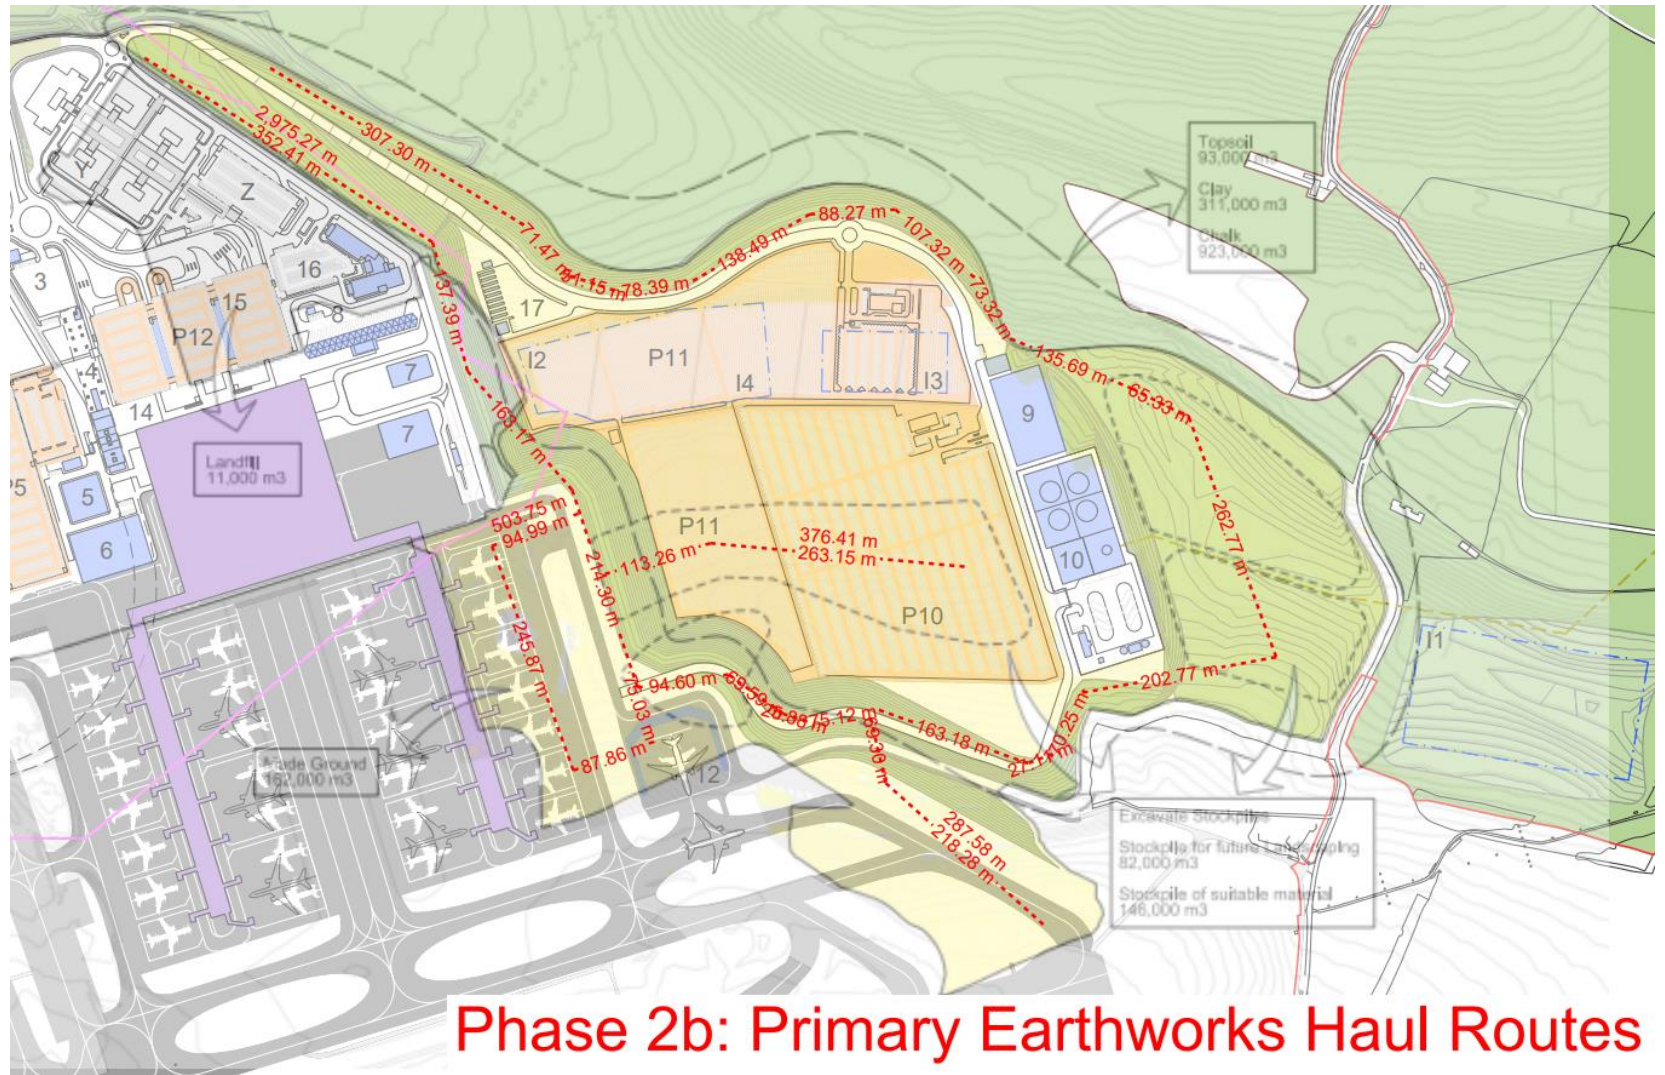 2,975.27 m
352.41 m
307.30 m
71.47 m
78.39 m
138.49 m
88.27 m
107.32 m
73.32 m
135.69 m
65.33 m
262.77 m
202.77 m
Topsoil
93,000 m3
Clay
311,000 m3
Chalk
923,000 m3
Z
16
3
15
8
P12
4
14
7
7
17
137.39 m
163.17 m
I2
P11
I4
I3
9
10
P5
5
6
Landfill
11,000 m3
503.75 m
94.99 m
P11
113.26 m
376.41 m
263.15 m
214.30 m
P10
I1
245.87 m
94.60 m
75.12 m
163.18 m
87.86 m
I2
287.58 m
218.28 m
Made Ground
162,000 m3
Excavate Stockpiles
Stockpile for future Landscaping
82,000 m3
Stockpile of suitable material
146,000 m3
Phase 2b: Primary Earthworks Haul Routes